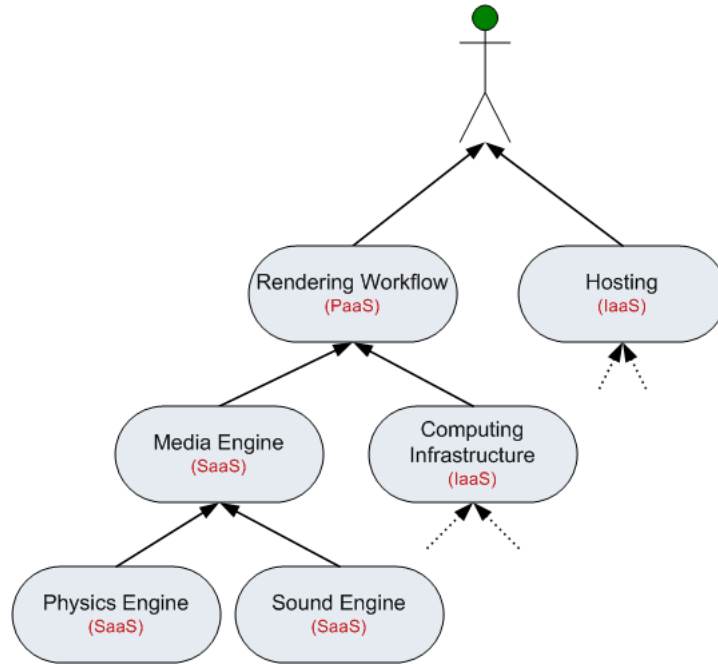 Rendering Workflow
(PaaS)
Hosting
(IaaS)
Media Engine
(SaaS)
Computing
Infrastructure
(IaaS)
Physics Engine
(SaaS)
Sound Engine
(SaaS)